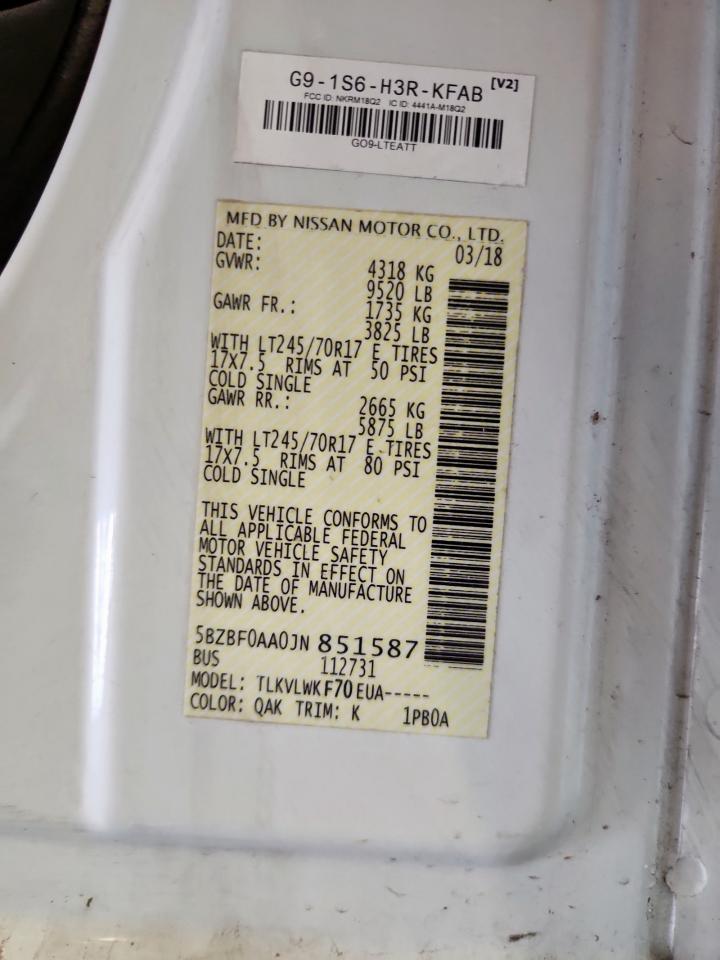 G9-1S6-H3R-KFAB [V2]
FCC ID: NKRM18Q2 IC ID: 4441A-M18Q2
GO9-LTEATT
MFD BY NISSAN MOTOR CO., LTD.
DATE: 03/18
GVWR: 4318 KG
9520 LB
GAWR FR.: 1735 KG
3825 LB
WITH LT245/70R17 E TIRES
17X7.5 RIMS AT 50 PSI
COLD SINGLE
GAWR RR.: 2665 KG
5875 LB
WITH LT245/70R17 E TIRES
17X7.5 RIMS AT 80 PSI
COLD SINGLE
THIS VEHICLE CONFORMS TO
ALL APPLICABLE FEDERAL
MOTOR VEHICLE SAFETY
STANDARDS IN EFFECT ON
THE DATE OF MANUFACTURE
SHOWN ABOVE.
5BZBF0AA0JN851587
BUS 112731
MODEL: TLKVLWKF70EUA-----
COLOR: QAK TRIM: K 1PB0A